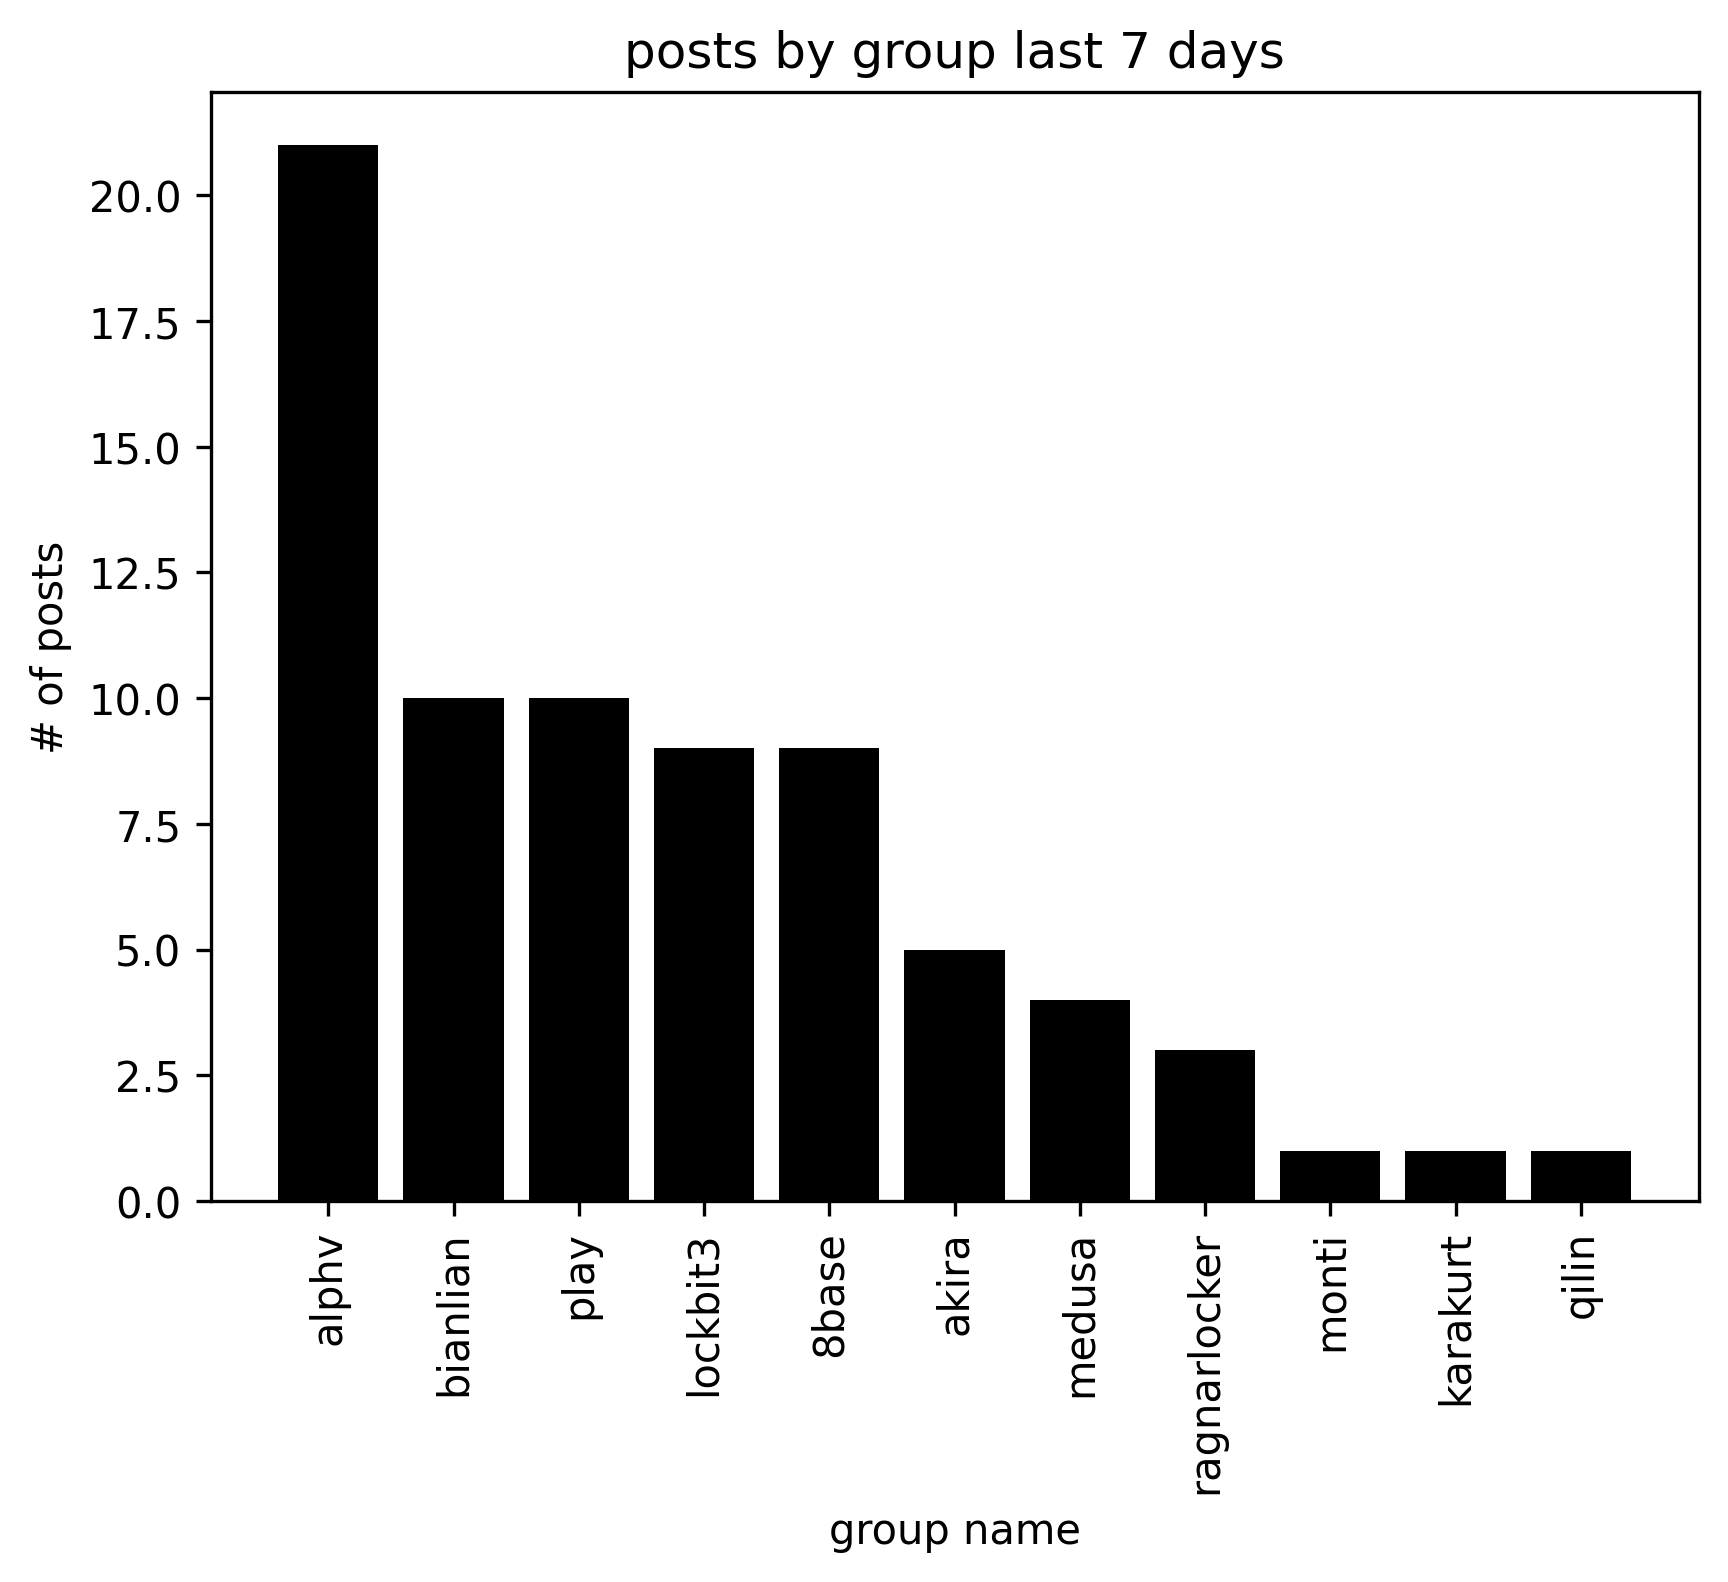 posts by group last 7 days
# of posts
20.0
17.5
15.0
12.5
10.0
7.5
5.0
2.5
0.0
alphv
bianlian
play
lockbit3
8base
akira
medusa
ragnarlocker
monti
karakurt
qilin
group name